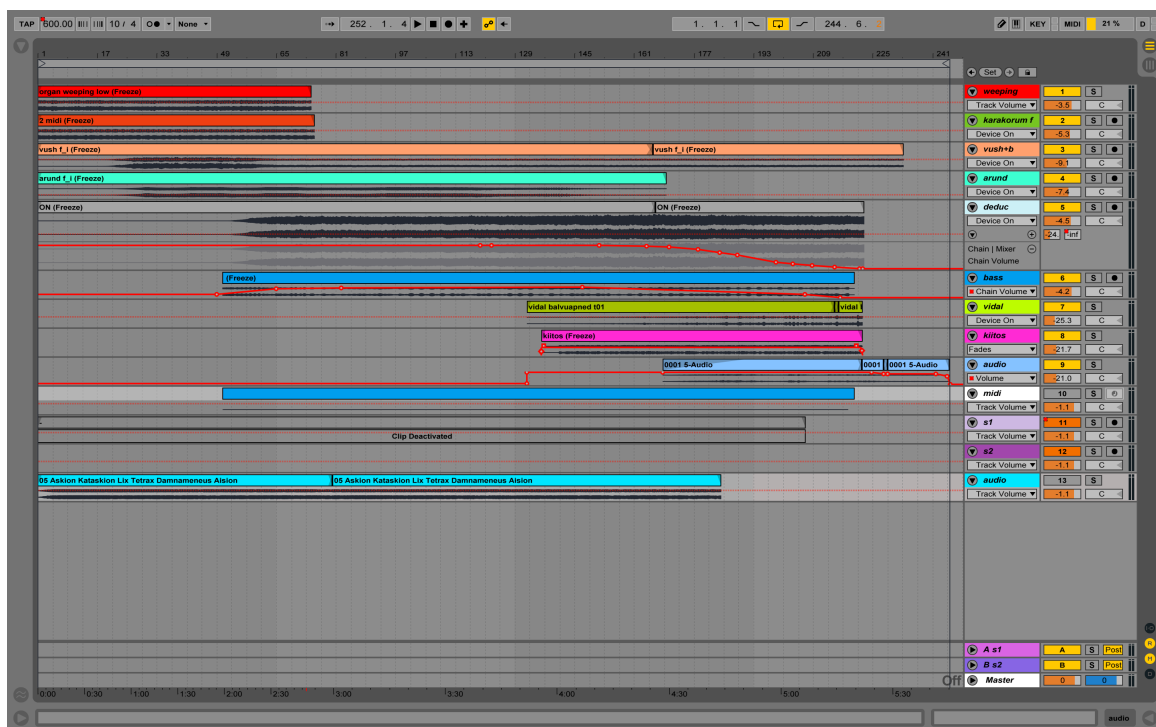 TAP 600.00 10 / 4 None 252 . 1 . 4 1 . 1 . 1 244 . 6 . KEY MIDI 21 % D
1 17 33 49 65 81 97 113 129 145 161 177 193 209 225 241
Set
organ weeping low (Freeze) weeping 1 S
Track Volume -3.5 C
2 midi (Freeze) karakorum f 2 S
Device On -5.3 C
vush f_i (Freeze) vush f_i (Freeze) vush+b 3 S
Device On -9.1 C
arund f_i (Freeze) arund 4 S
Device On -7.4 C
ON (Freeze) ON (Freeze) deduc 5 S
Device On -4.5 C
-24. -inf
Chain | Mixer
Chain Volume
(Freeze) bass 6 S
Chain Volume -4.2 C
vidal balvuapned t01 vidal vidal 7 S
Device On -25.3 C
kiitos (Freeze) kiitos 8 S
Fades -21.7 C
0001 5-Audio 0001 0001 5-Audio audio 9 S
Volume -21.0 C
midi 10 S
Track Volume -1.1 C
s1 11 S
Clip Deactivated Track Volume -1.1 C
s2 12 S
Track Volume -1.1 C
05 Askion Kataskion Lix Tetrax Damnameneus Aision 05 Askion Kataskion Lix Tetrax Damnameneus Aision audio 13 S
Track Volume -1.1 C
A s1 A S Post
B s2 B S Post
0:00 0:30 1:00 1:30 2:00 2:30 3:00 3:30 4:00 4:30 5:00 5:30 Off Master 0 0
audio